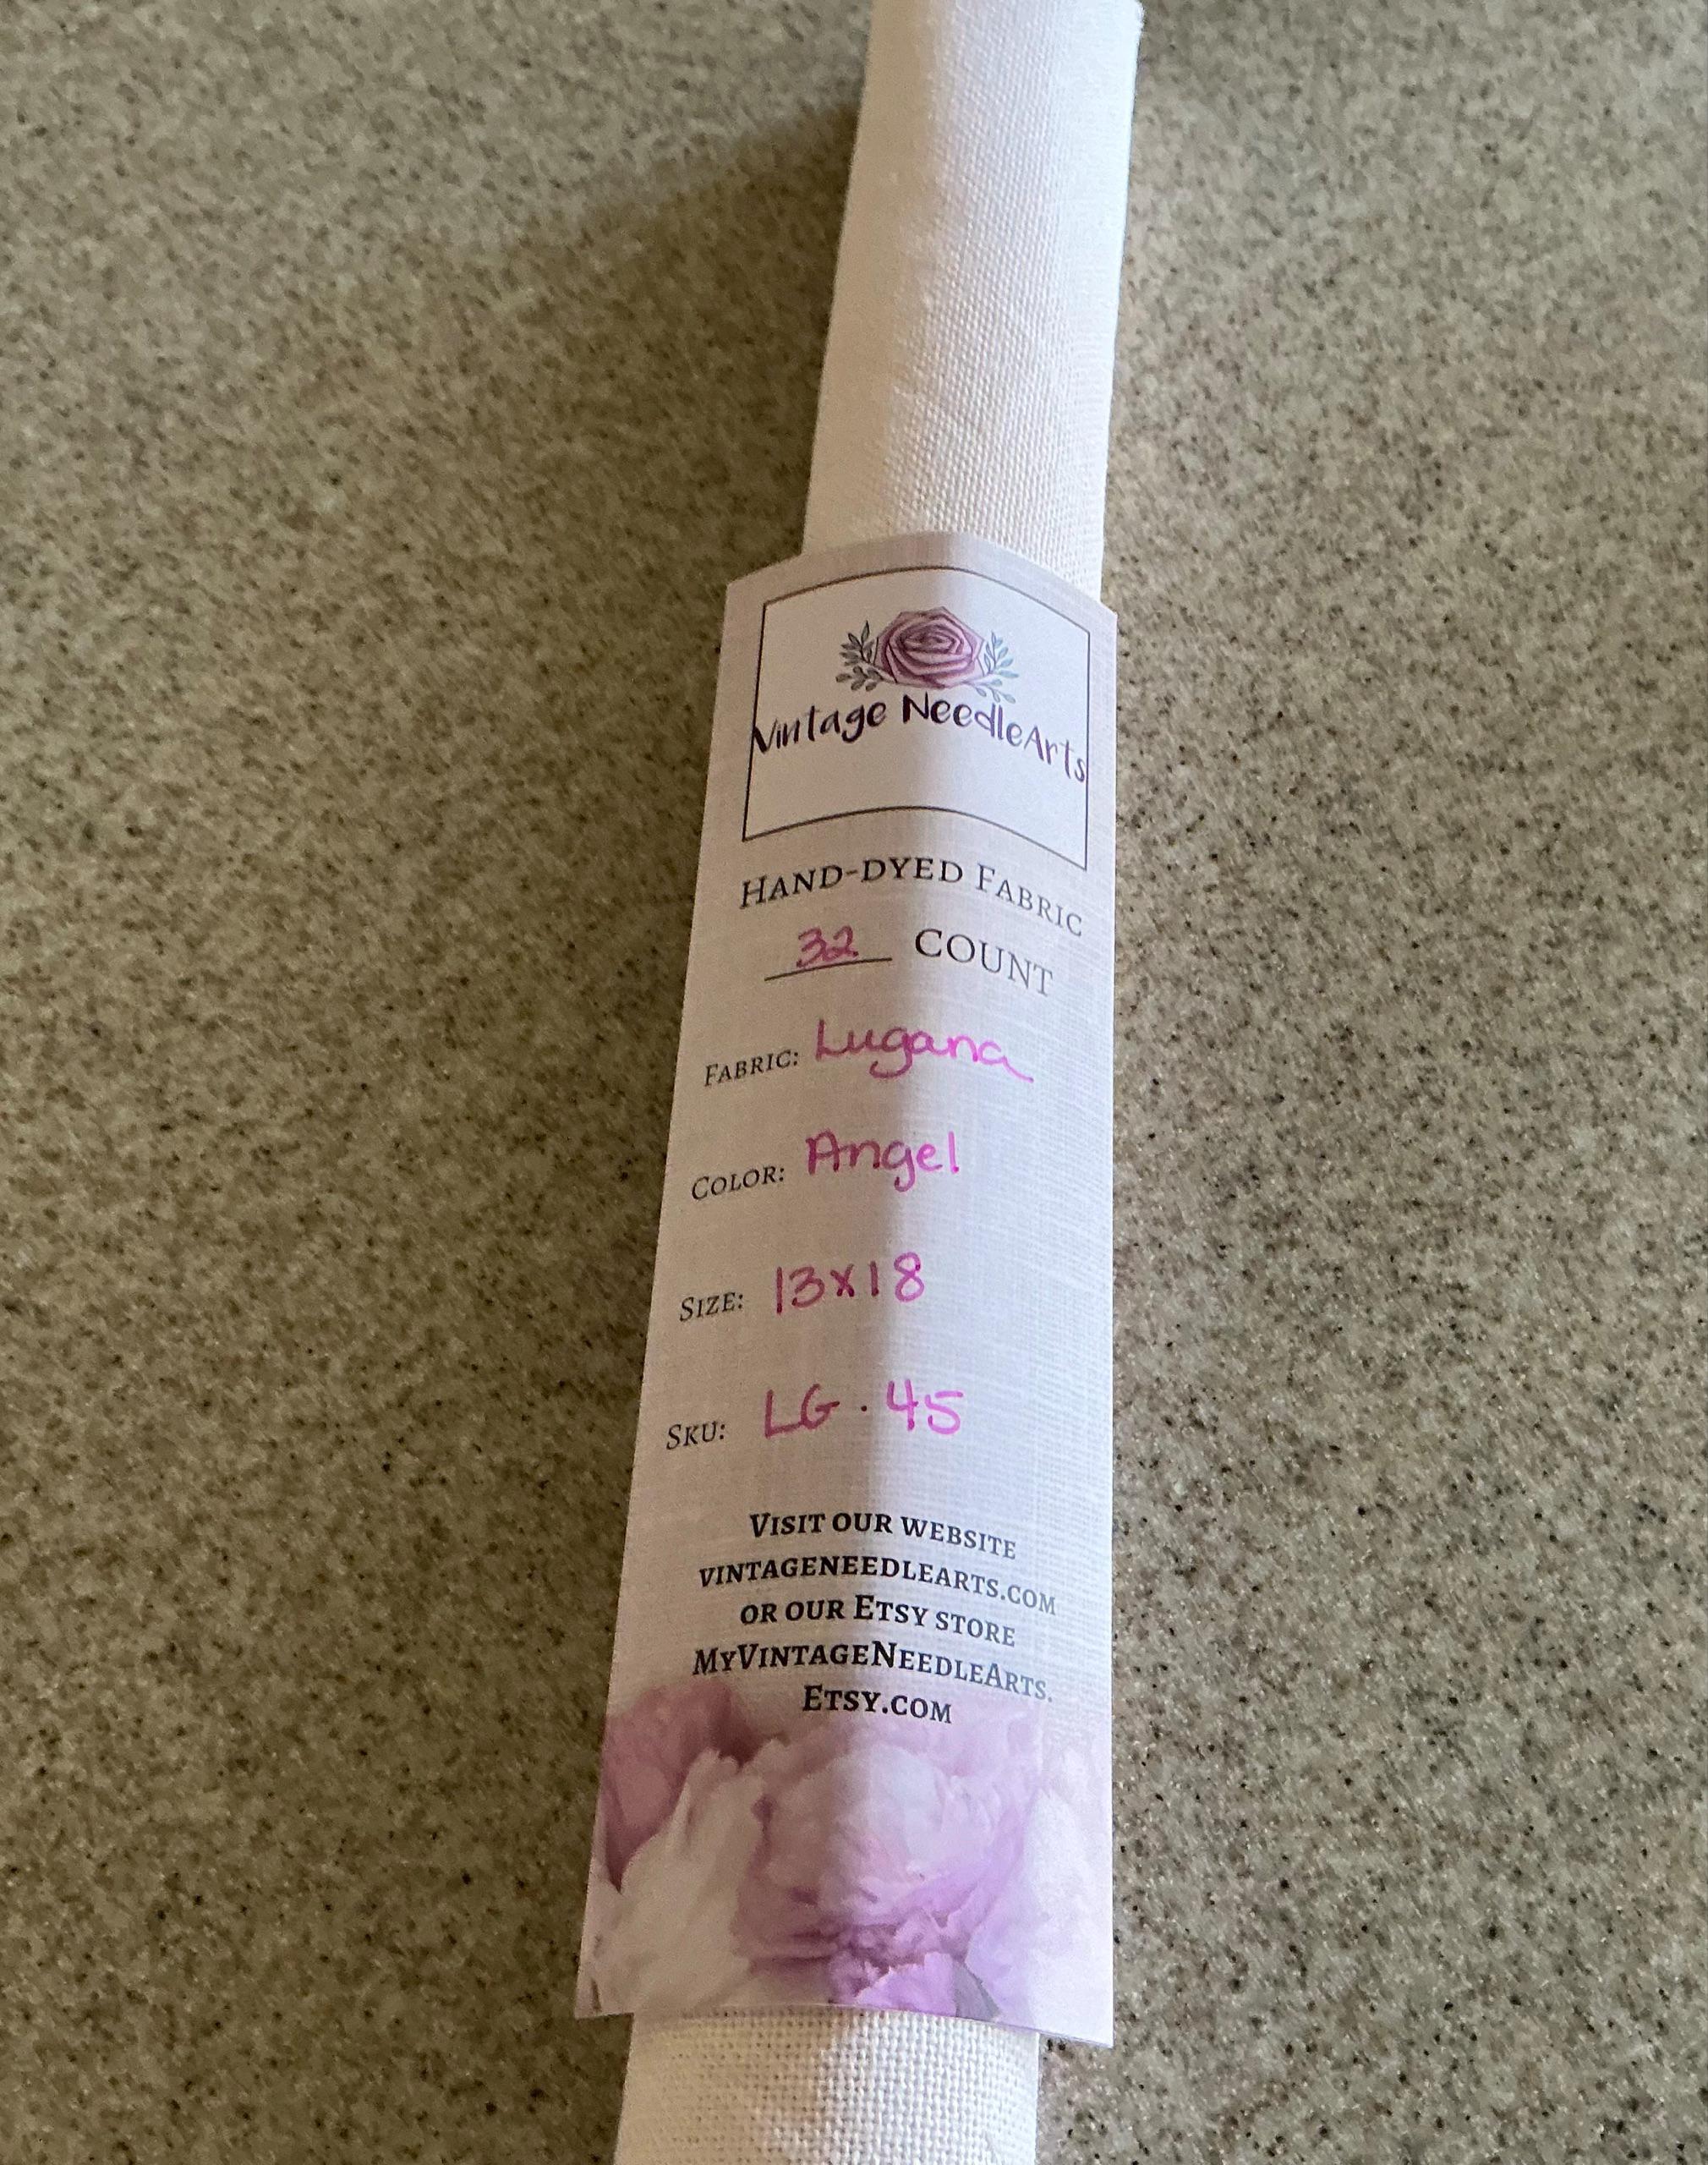 Vintage NeedleArts
HAND-DYED FABRIC
32 COUNT
FABRIC: Lugana
COLOR: Angel
SIZE: 13x18
SKU: LG. 45
VISIT OUR WEBSITE
VINTAGENEEDLEARTS.COM
OR OUR ETSY STORE
MYVINTAGENEEDLEARTS.
ETSY.COM